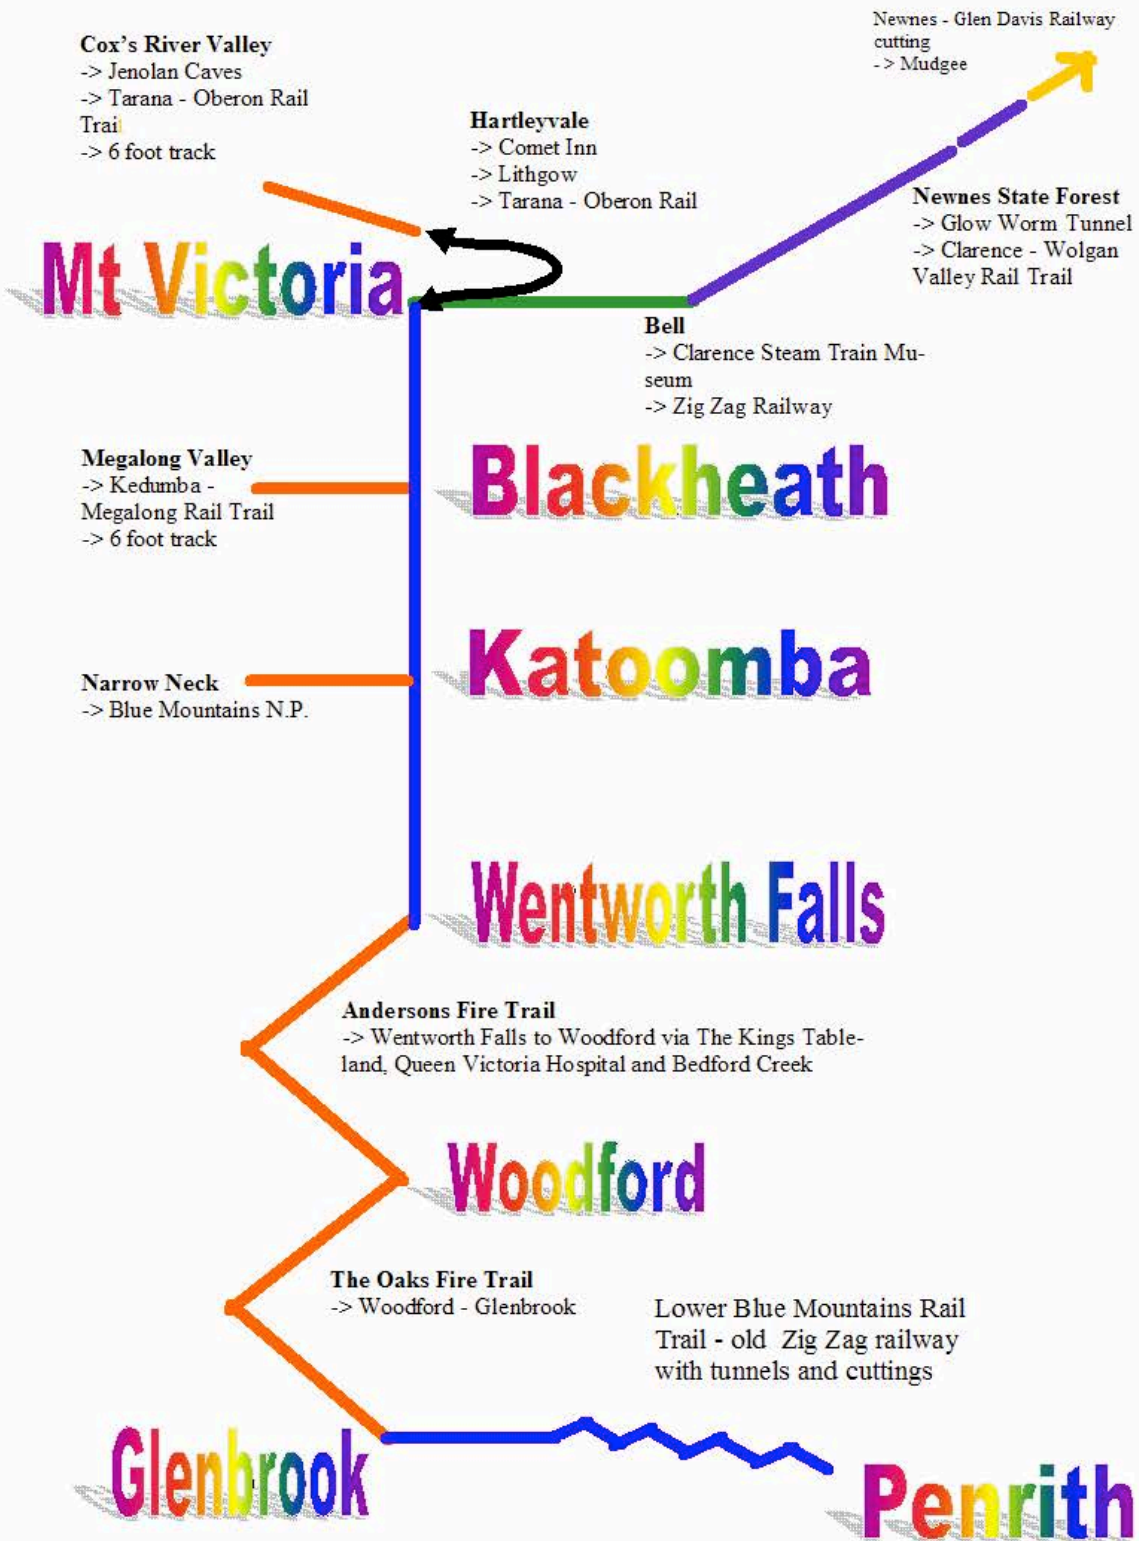 Newnes - Glen Davis Railway
cutting
-> Mudgee
Cox's River Valley
-> Jenolan Caves
-> Tarana - Oberon Rail
Trail
-> 6 foot track
Hartleyvale
-> Comet Inn
-> Lithgow
-> Tarana - Oberon Rail
Newnes State Forest
-> Glow Worm Tunnel
-> Clarence - Wolgan
Valley Rail Trail
Mt Victoria
Bell
-> Clarence Steam Train Mu-
seum
-> Zig Zag Railway
Megalong Valley
-> Kedumba -
Megalong Rail Trail
-> 6 foot track
Blackheath
Katoomba
Narrow Neck
-> Blue Mountains N.P.
Wentworth Falls
Andersons Fire Trail
-> Wentworth Falls to Woodford via The Kings Table-
land, Queen Victoria Hospital and Bedford Creek
Woodford
The Oaks Fire Trail
-> Woodford - Glenbrook
Lower Blue Mountains Rail
Trail - old Zig Zag railway
with tunnels and cuttings
Glenbrook
Penrith